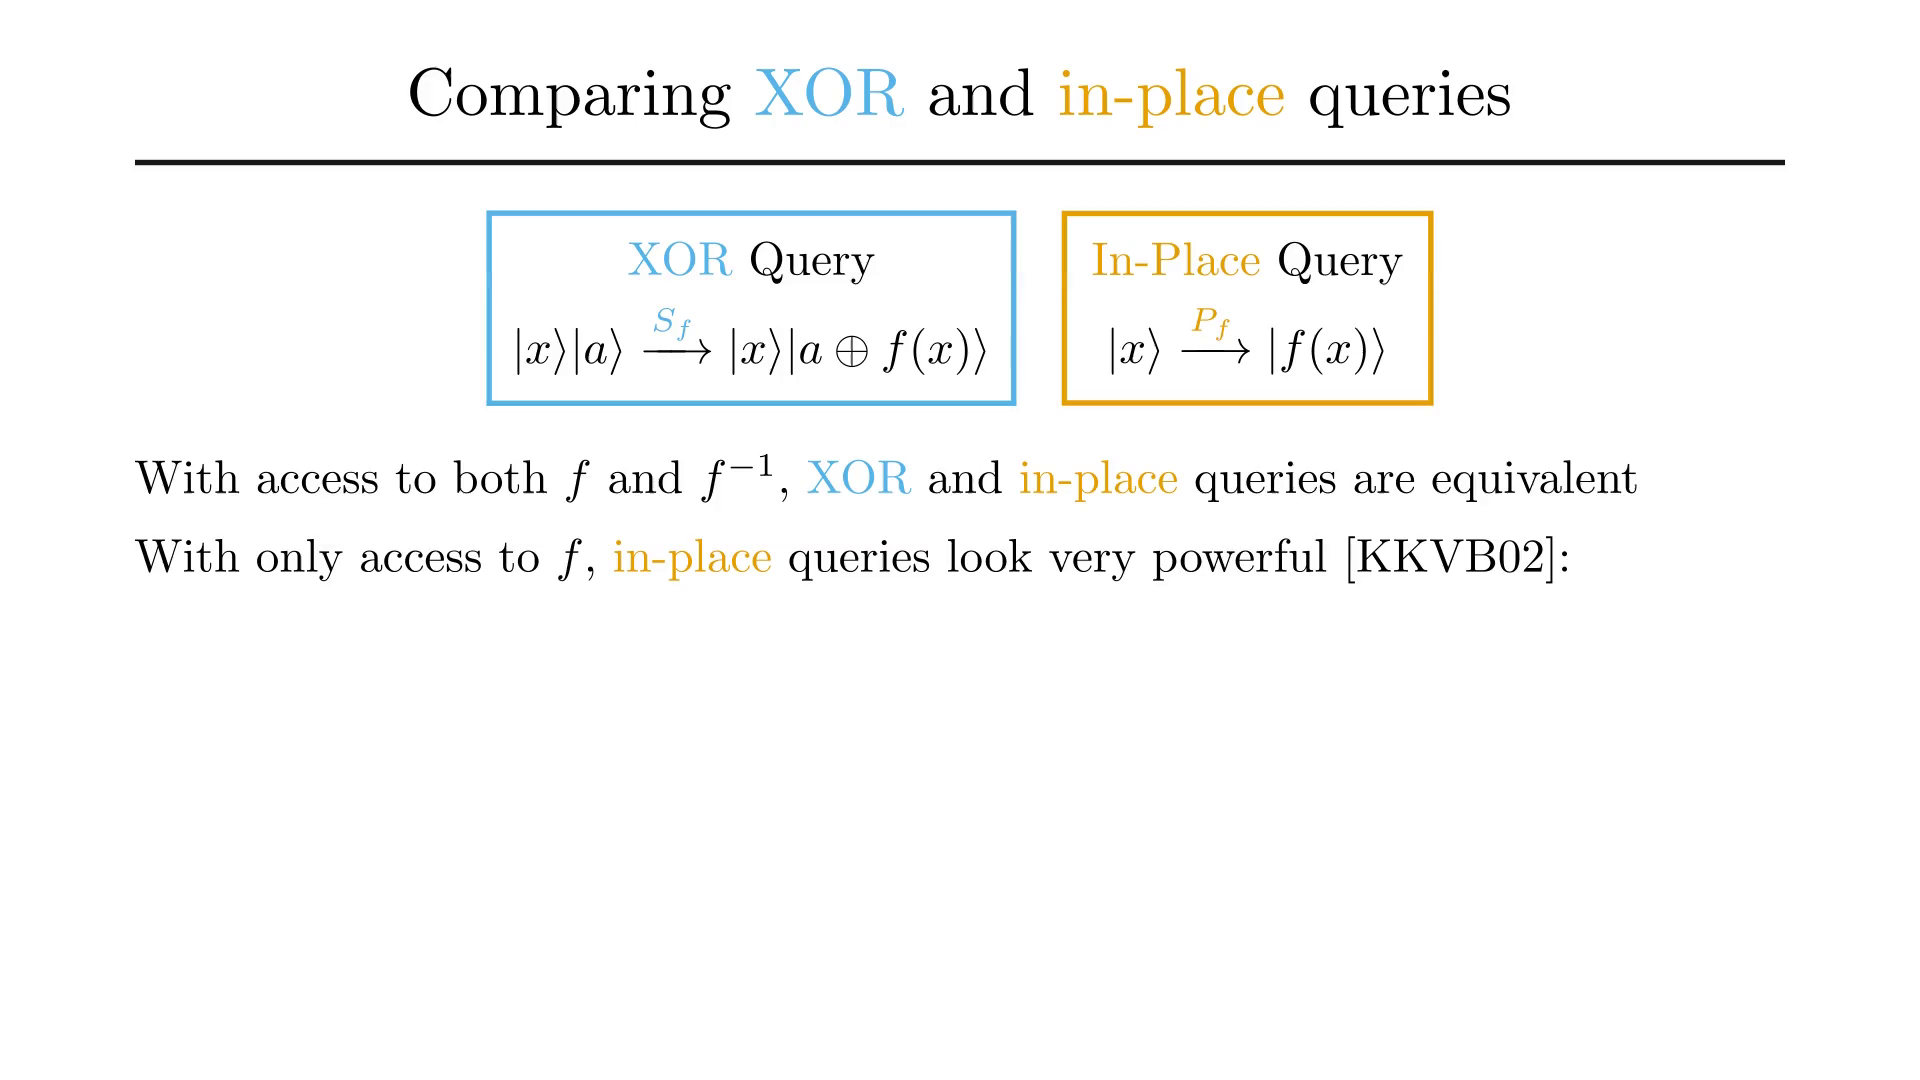 Comparing XOR and in-place queries
XOR Query
|x⟩|a⟩ —S_f→ |x⟩|a ⊕ f(x)⟩
In-Place Query
|x⟩ —P_f→ |f(x)⟩
With access to both f and f⁻¹, XOR and in-place queries are equivalent
With only access to f, in-place queries look very powerful [KKVB02]: